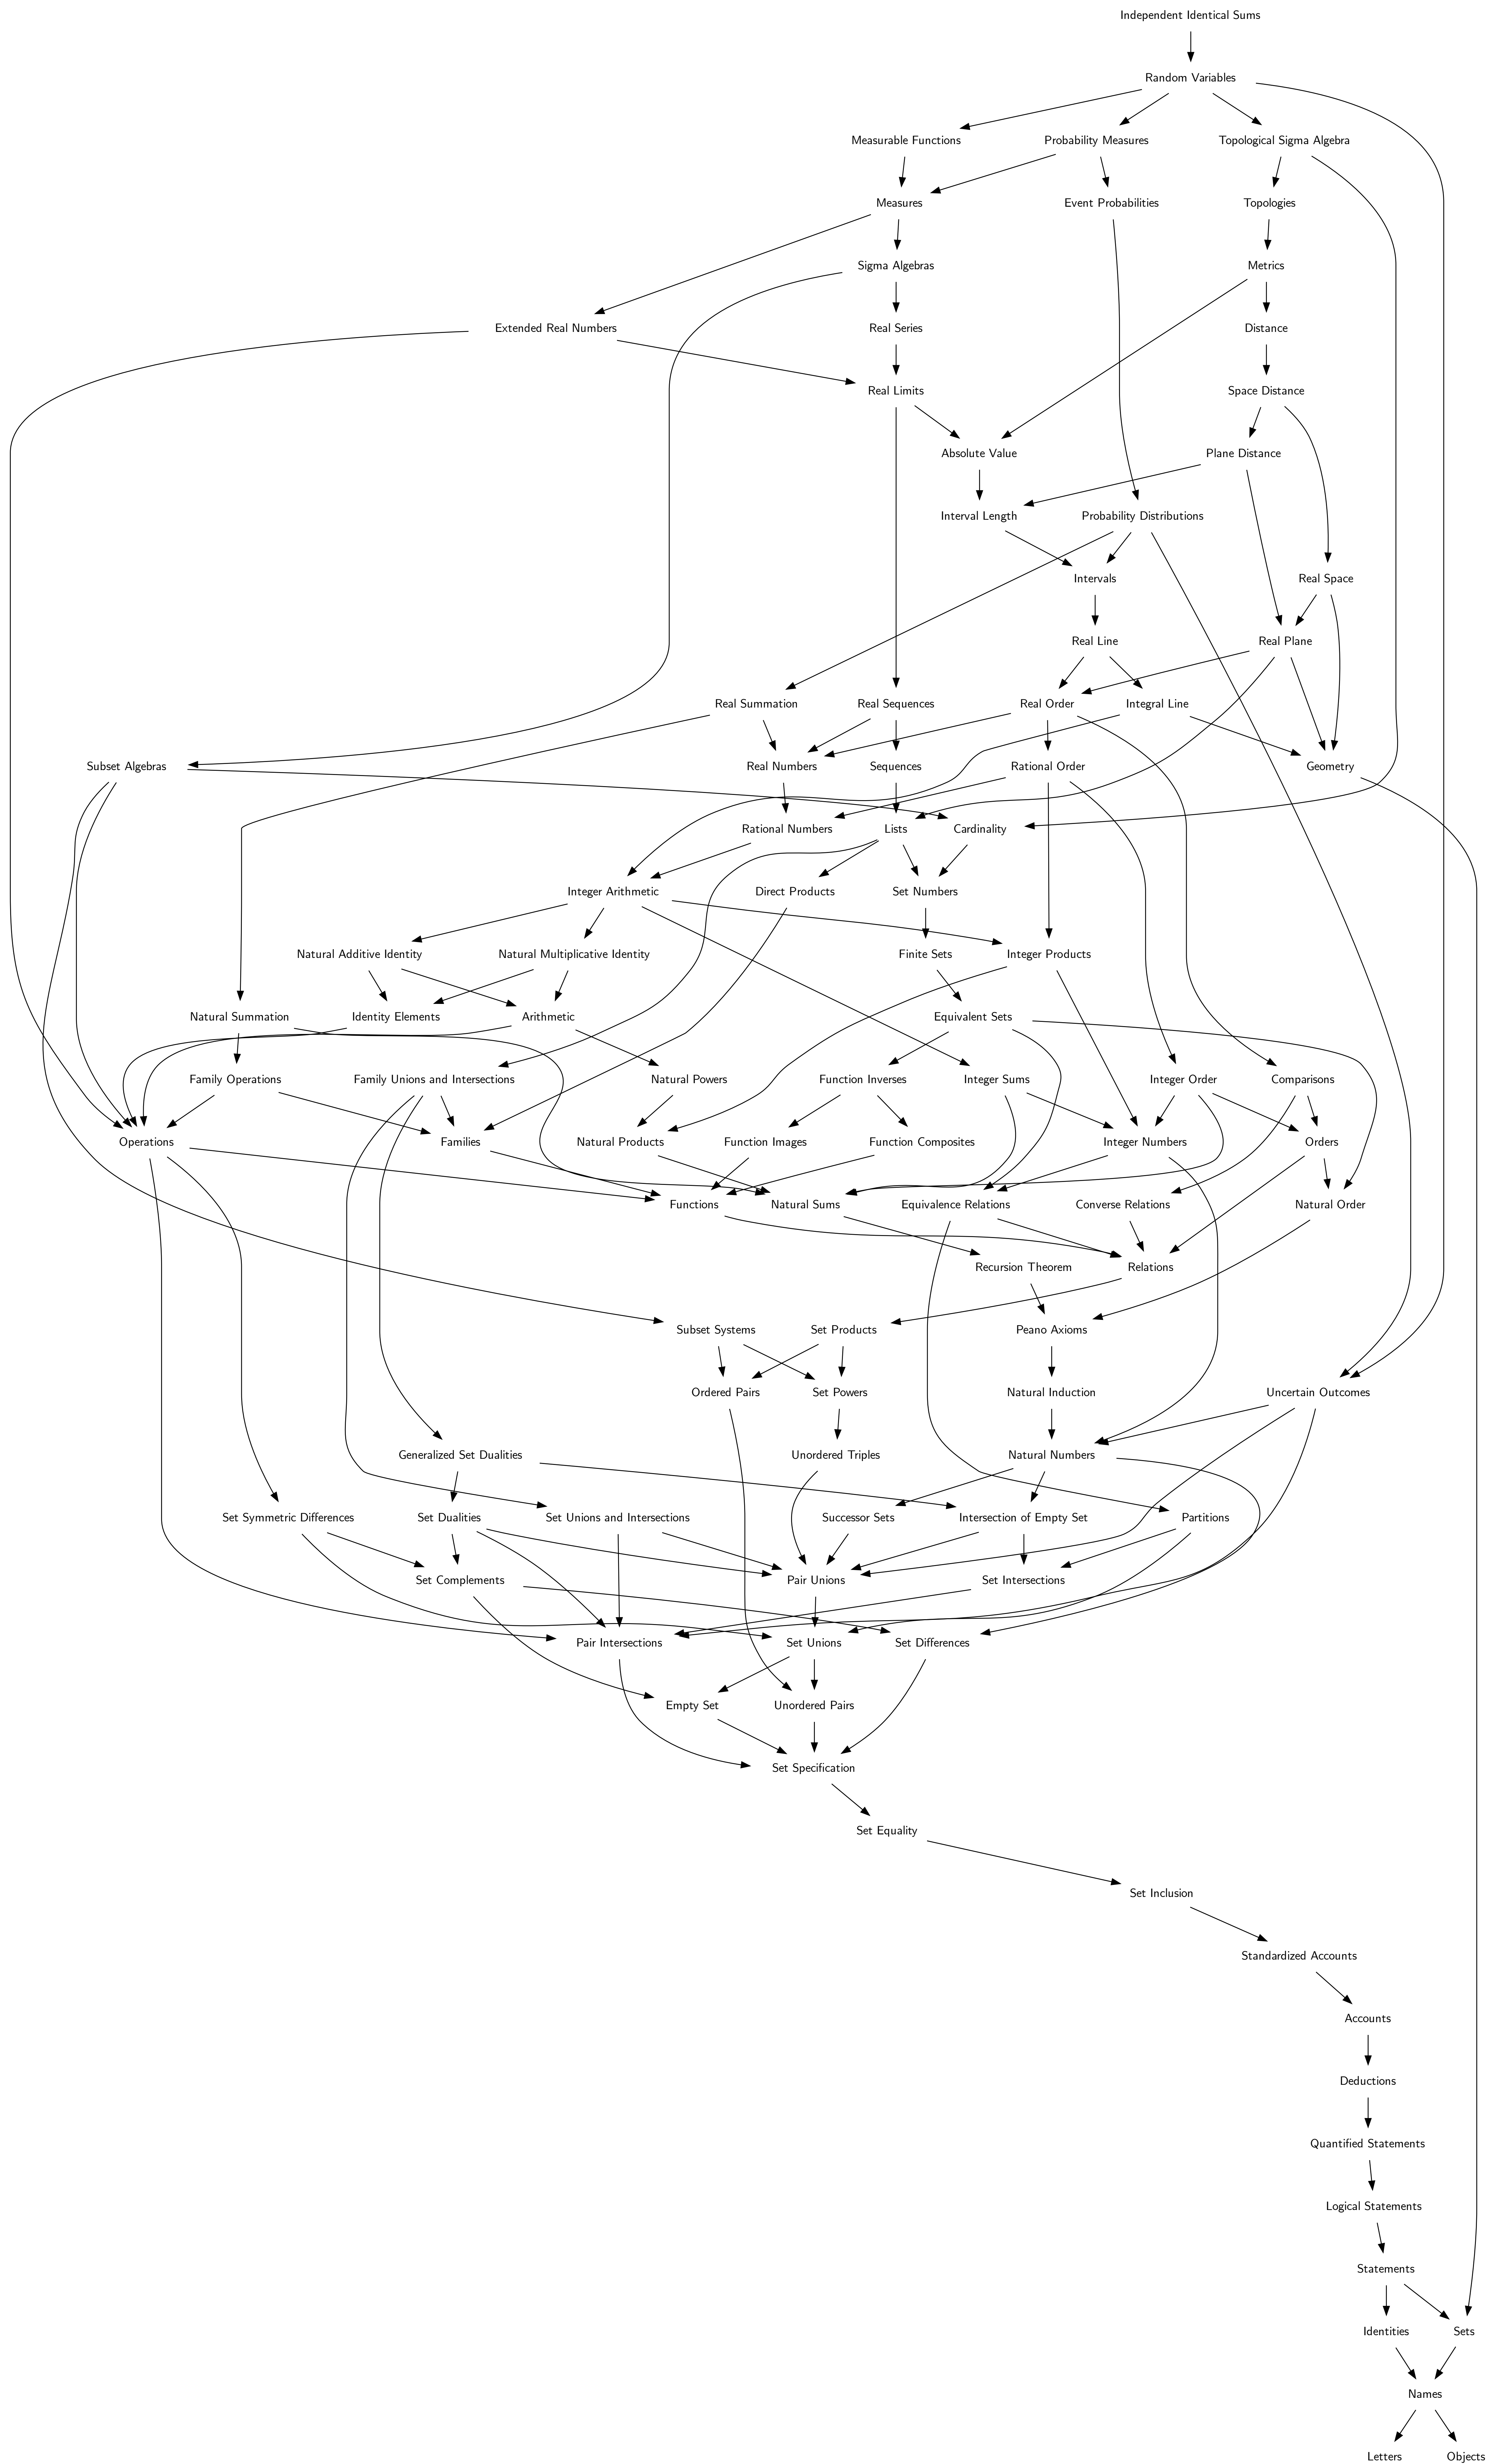 Independent Identical Sums
Random Variables
Measurable Functions
Probability Measures
Topological Sigma Algebra
Measures
Event Probabilities
Topologies
Sigma Algebras
Metrics
Extended Real Numbers
Real Series
Distance
Real Limits
Space Distance
Absolute Value
Plane Distance
Interval Length
Probability Distributions
Intervals
Real Space
Real Line
Real Plane
Real Summation
Real Sequences
Real Order
Integral Line
Subset Algebras
Real Numbers
Sequences
Rational Order
Geometry
Rational Numbers
Lists
Cardinality
Integer Arithmetic
Direct Products
Set Numbers
Natural Additive Identity
Natural Multiplicative Identity
Finite Sets
Integer Products
Natural Summation
Identity Elements
Arithmetic
Equivalent Sets
Family Operations
Family Unions and Intersections
Natural Powers
Function Inverses
Integer Sums
Integer Order
Comparisons
Operations
Families
Natural Products
Function Images
Function Composites
Integer Numbers
Orders
Functions
Natural Sums
Equivalence Relations
Converse Relations
Natural Order
Recursion Theorem
Relations
Subset Systems
Set Products
Peano Axioms
Ordered Pairs
Set Powers
Natural Induction
Uncertain Outcomes
Generalized Set Dualities
Unordered Triples
Natural Numbers
Set Symmetric Differences
Set Dualities
Set Unions and Intersections
Successor Sets
Intersection of Empty Set
Partitions
Set Complements
Pair Unions
Set Intersections
Pair Intersections
Set Unions
Set Differences
Empty Set
Unordered Pairs
Set Specification
Set Equality
Set Inclusion
Standardized Accounts
Accounts
Deductions
Quantified Statements
Logical Statements
Statements
Identities
Sets
Names
Letters
Objects